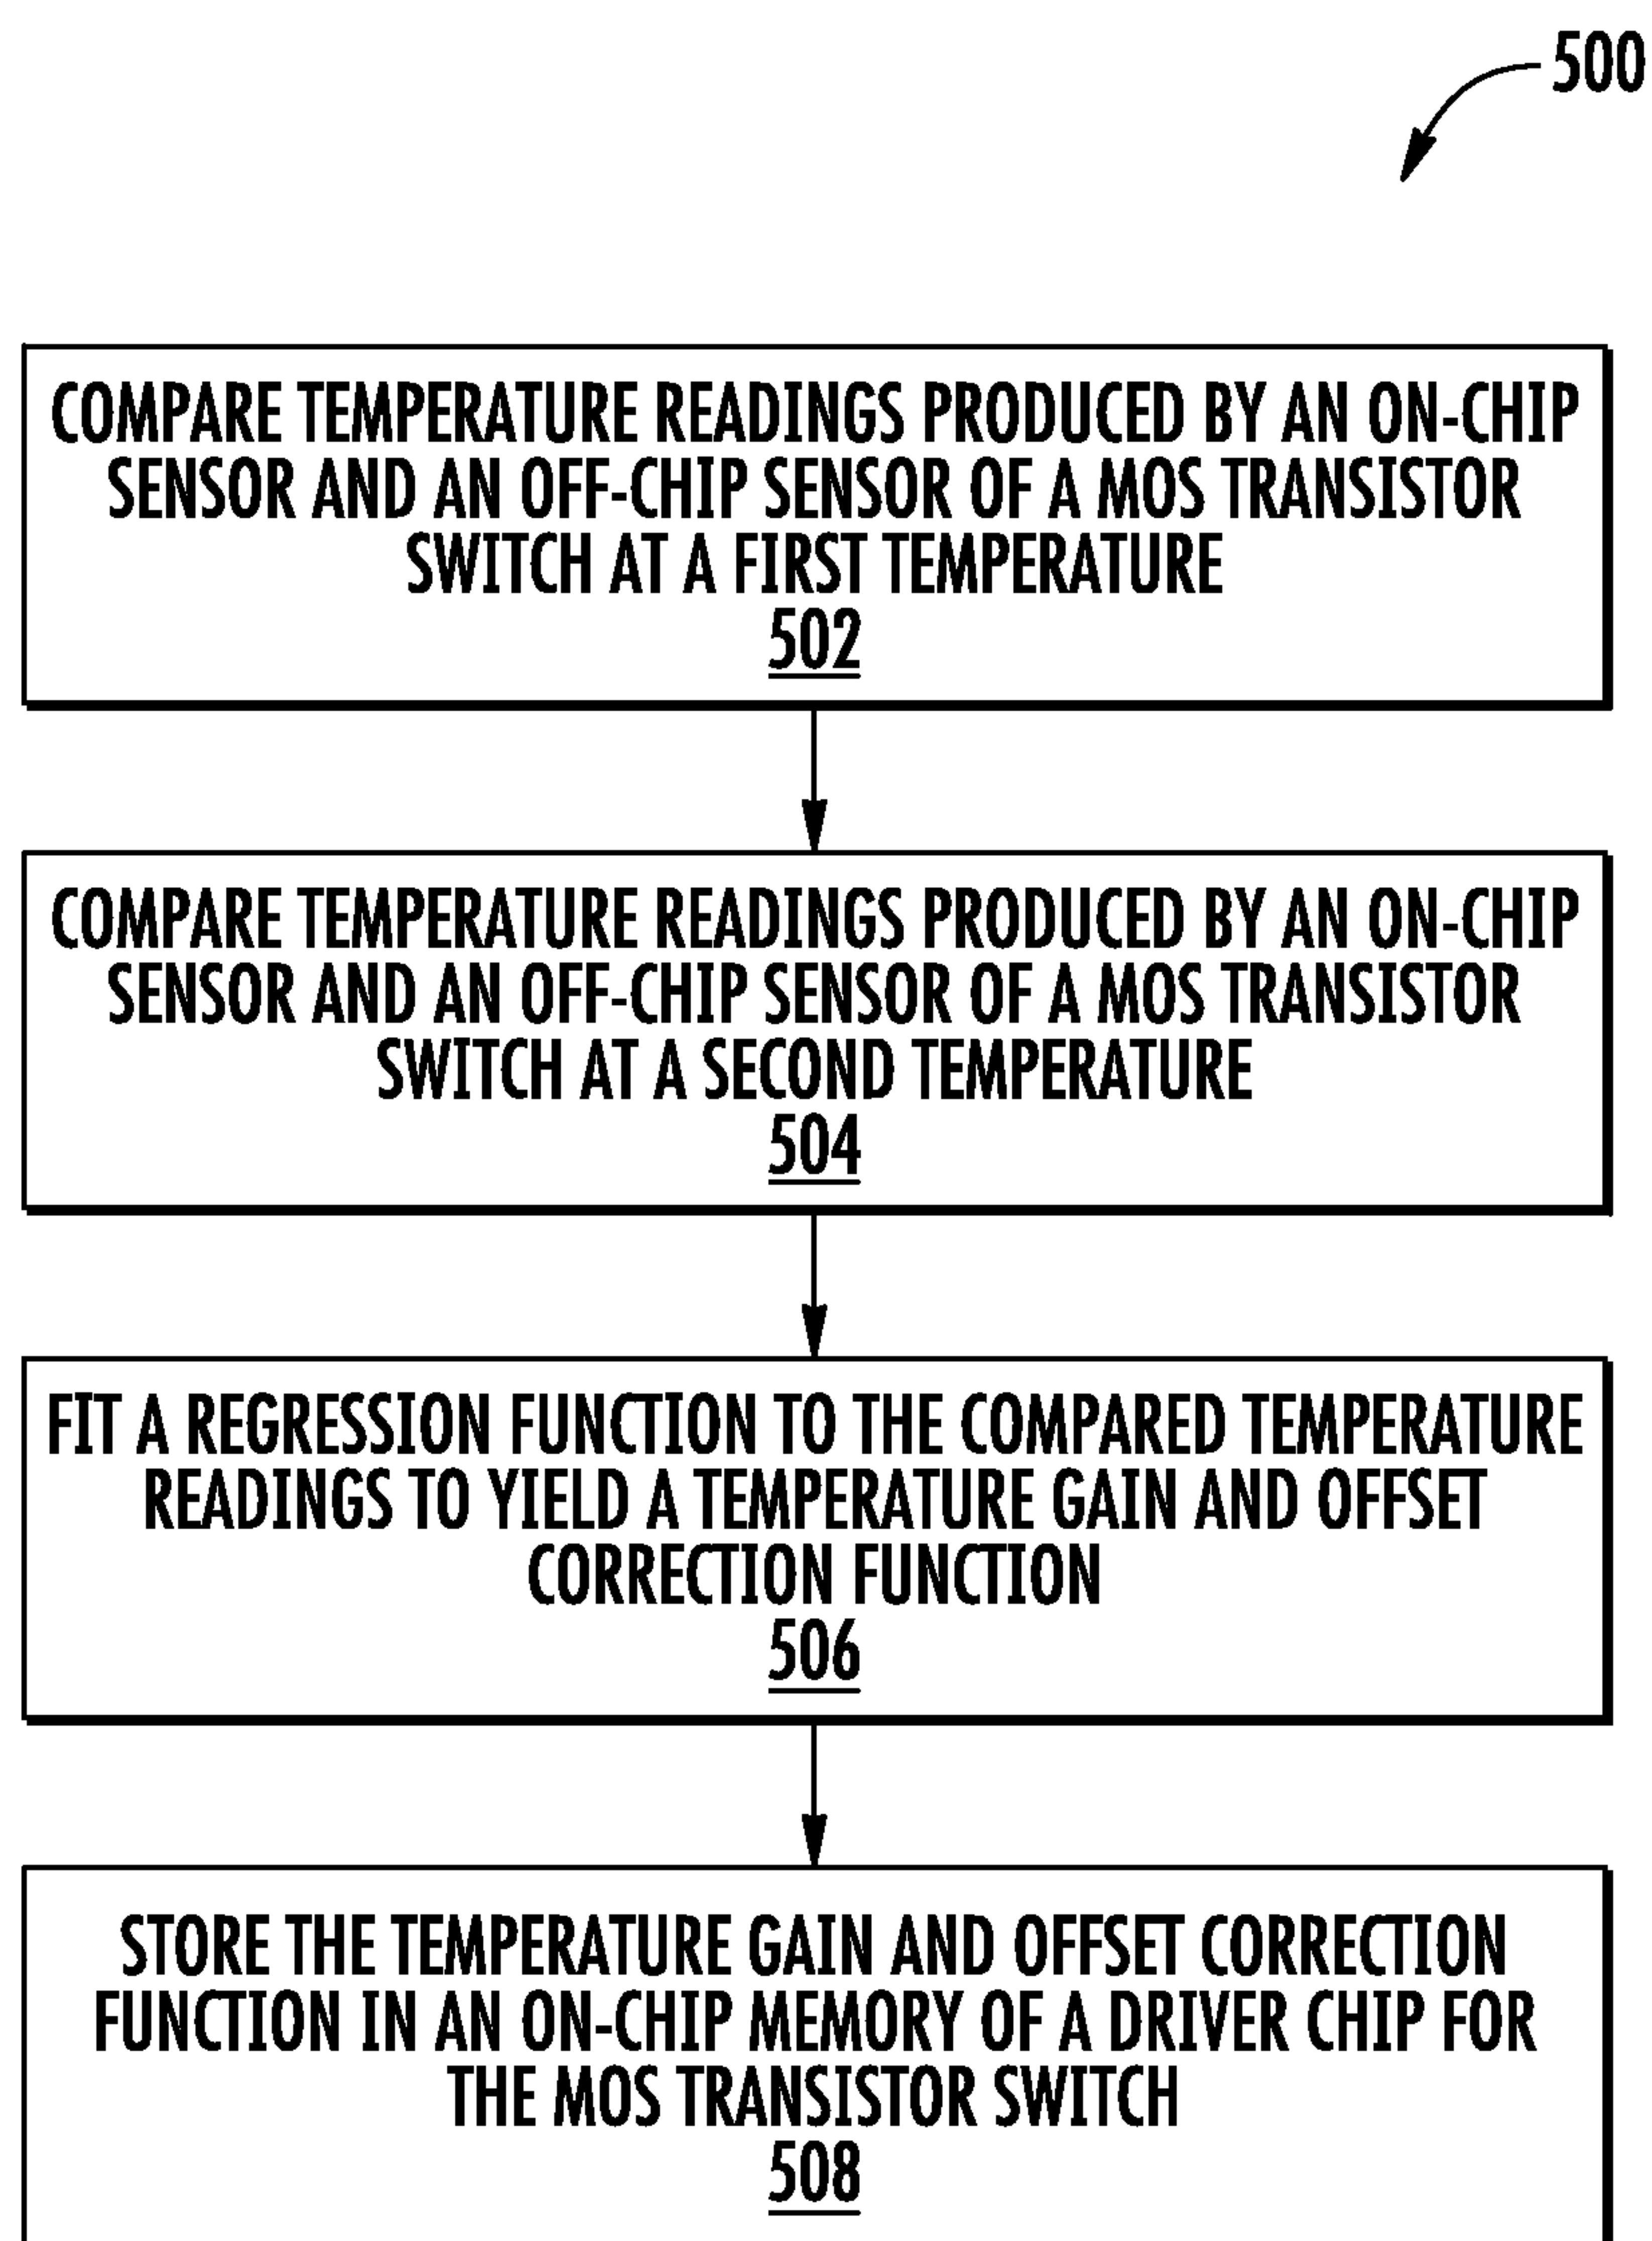 500
COMPARE TEMPERATURE READINGS PRODUCED BY AN ON-CHIP
SENSOR AND AN OFF-CHIP SENSOR OF A MOS TRANSISTOR
SWITCH AT A FIRST TEMPERATURE
502
COMPARE TEMPERATURE READINGS PRODUCED BY AN ON-CHIP
SENSOR AND AN OFF-CHIP SENSOR OF A MOS TRANSISTOR
SWITCH AT A SECOND TEMPERATURE
504
FIT A REGRESSION FUNCTION TO THE COMPARED TEMPERATURE
READINGS TO YIELD A TEMPERATURE GAIN AND OFFSET
CORRECTION FUNCTION
506
STORE THE TEMPERATURE GAIN AND OFFSET CORRECTION
FUNCTION IN AN ON-CHIP MEMORY OF A DRIVER CHIP FOR
THE MOS TRANSISTOR SWITCH
508